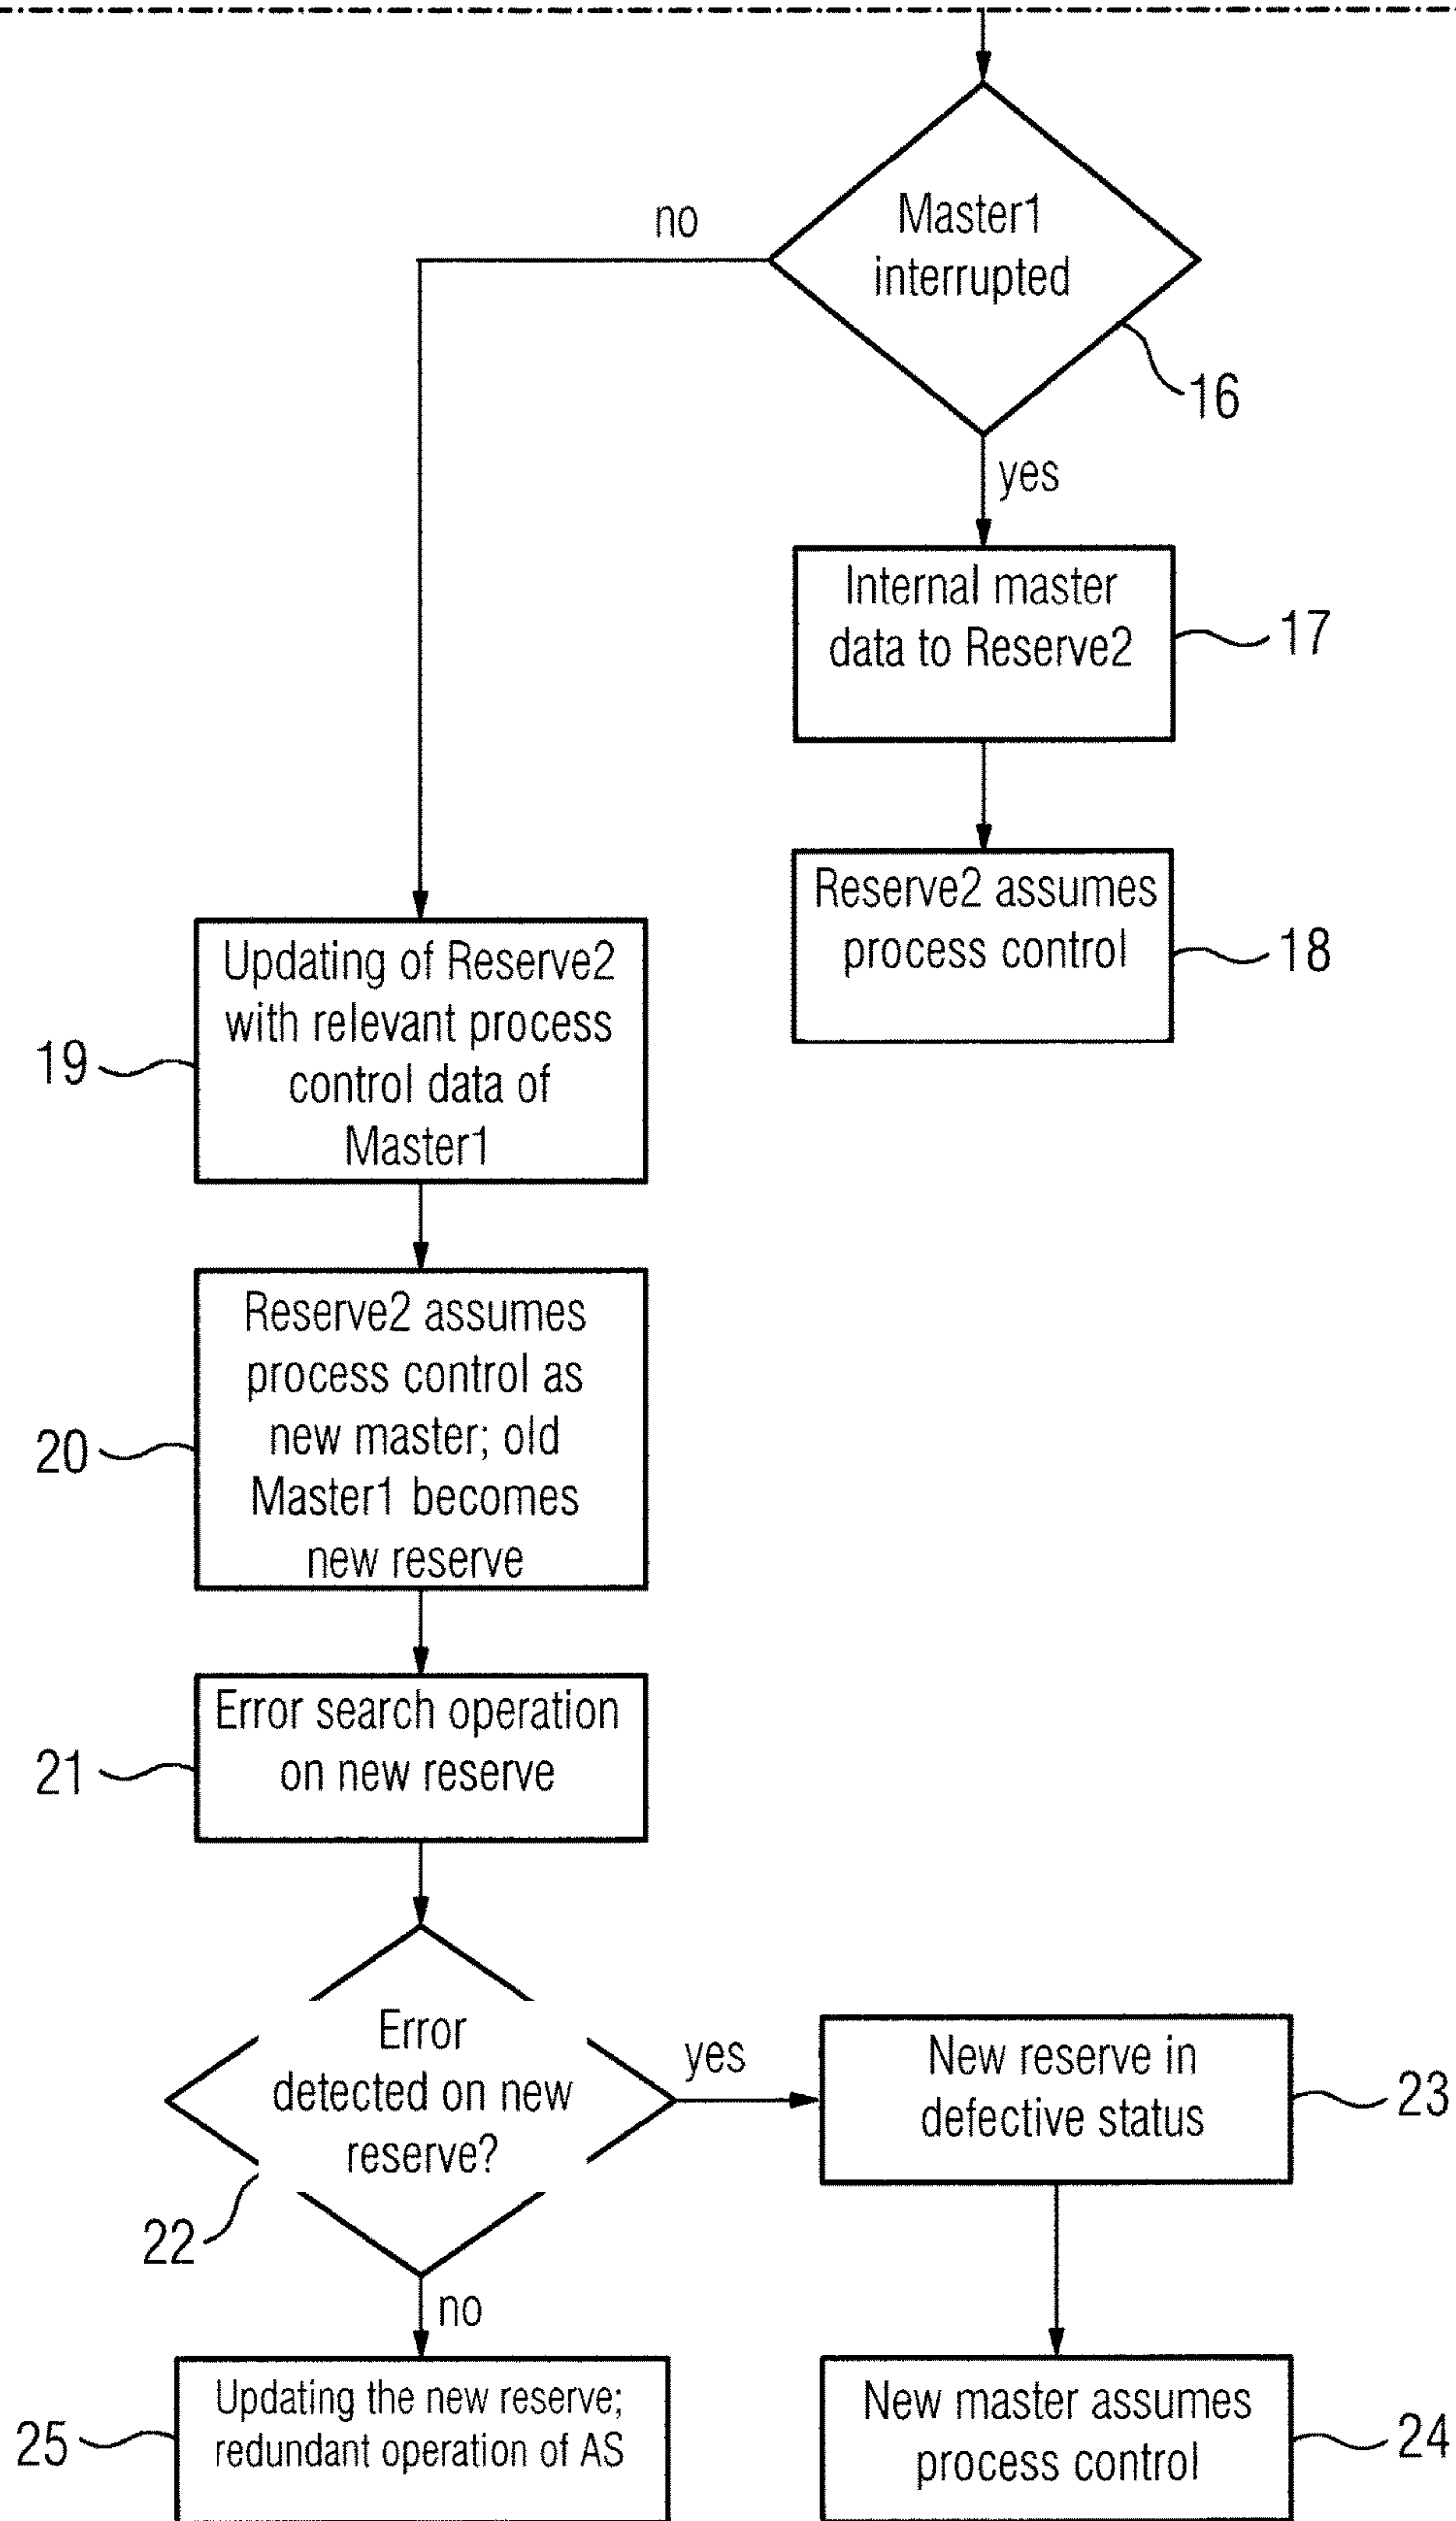 Master1
interrupted
no
16
yes
Internal master
data to Reserve2
17
Reserve2 assumes
process control
18
Updating of Reserve2
with relevant process
control data of
Master1
19
Reserve2 assumes
process control as
new master; old
Master1 becomes
new reserve
20
Error search operation
on new reserve
21
Error
detected on new
reserve?
22
yes
New reserve in
defective status
23
no
Updating the new reserve;
redundant operation of AS
25
New master assumes
process control
24